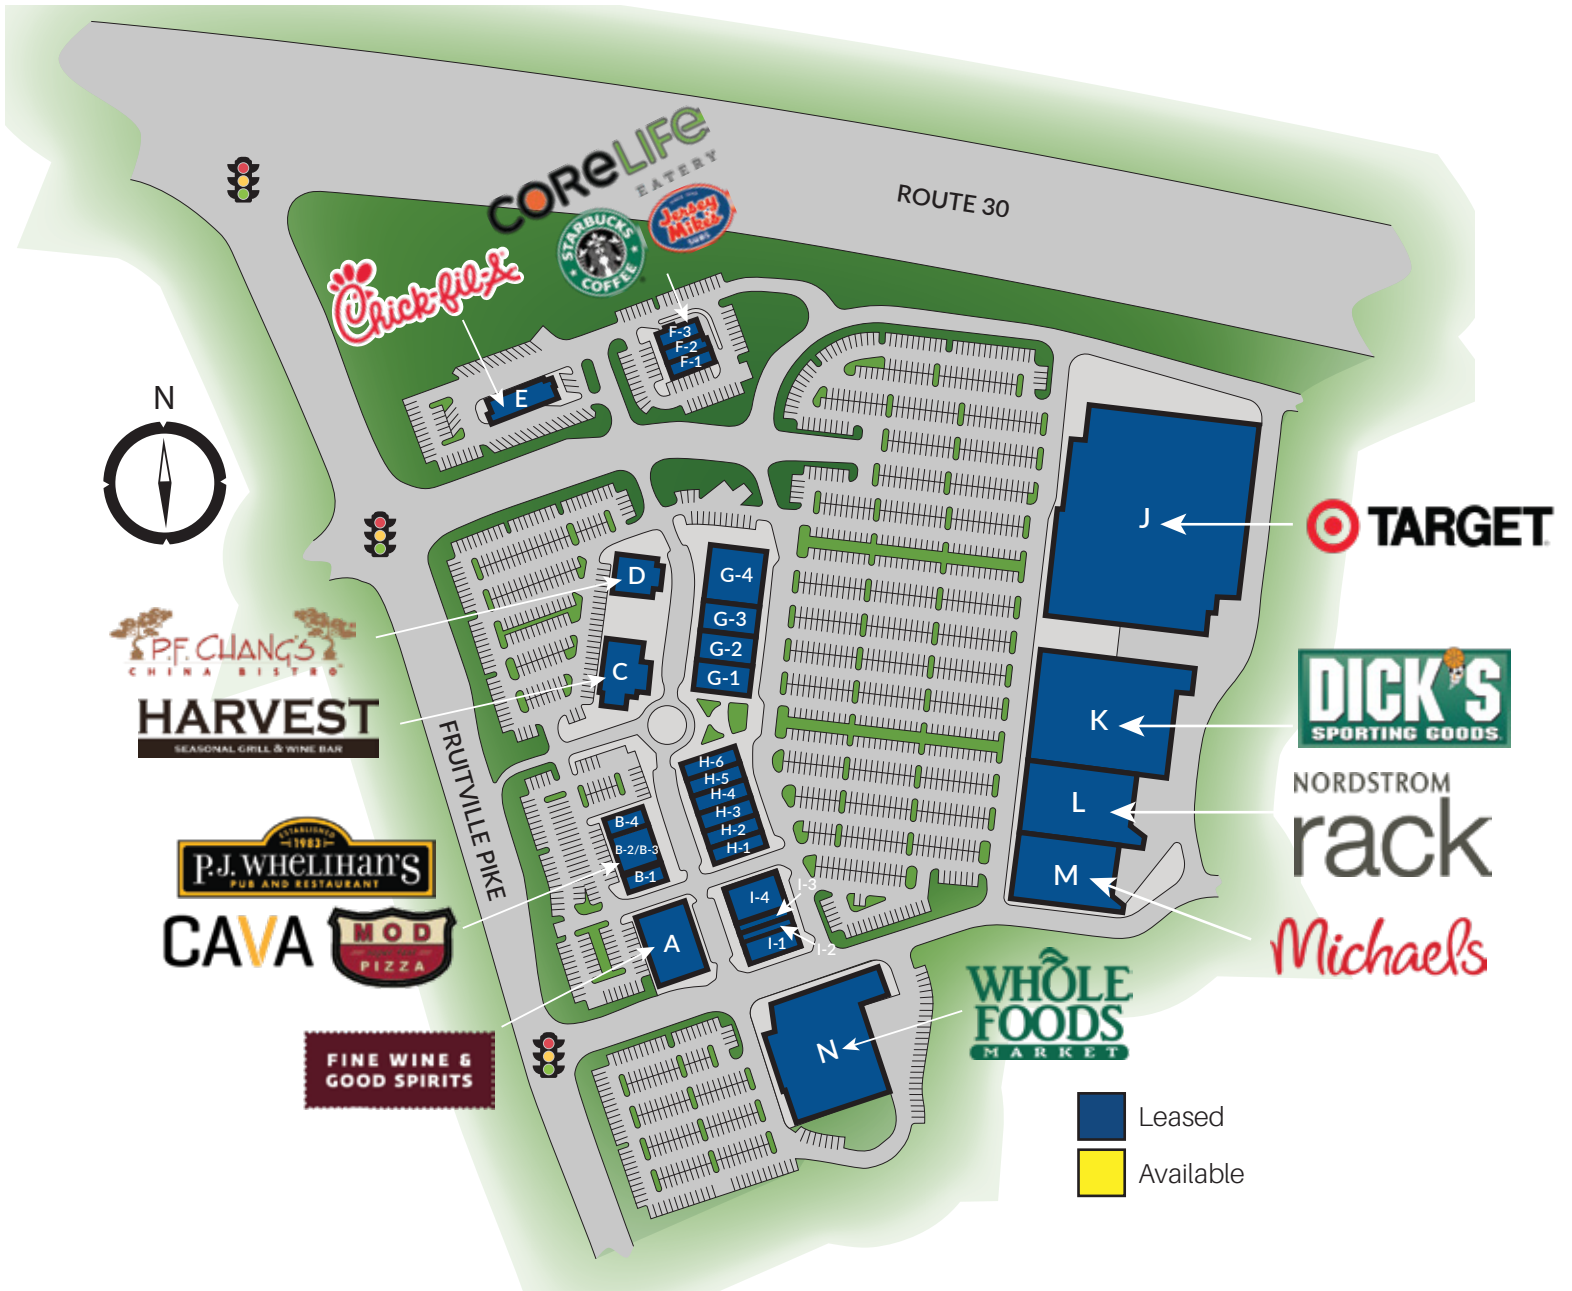 CORELIFE
EATERY
ROUTE 30
STARBUCKS
COFFEE
Jersey
Mike's
SUBS
Chick-fil-A
F-3
F-2
F-1
E
N
J
TARGET
D
G-4
G-3
G-2
G-1
P.F. CHANG'S
CHINA BISTRO
C
HARVEST
SEASONAL GRILL & WINE BAR
K
DICK'S
SPORTING GOODS
FRUITVILLE PIKE
H-6
H-5
H-4
H-3
H-2
H-1
L
NORDSTROM
rack
B-4
B-2/B-3
B-1
ESTABLISHED
1983
P.J. WHELIHAN'S
PUB AND RESTAURANT
M
I-4
I-3
I-2
I-1
CAVA
MOD
PIZZA
A
Michaels
WHOLE
FOODS
MARKET
N
FINE WINE &
GOOD SPIRITS
Leased
Available